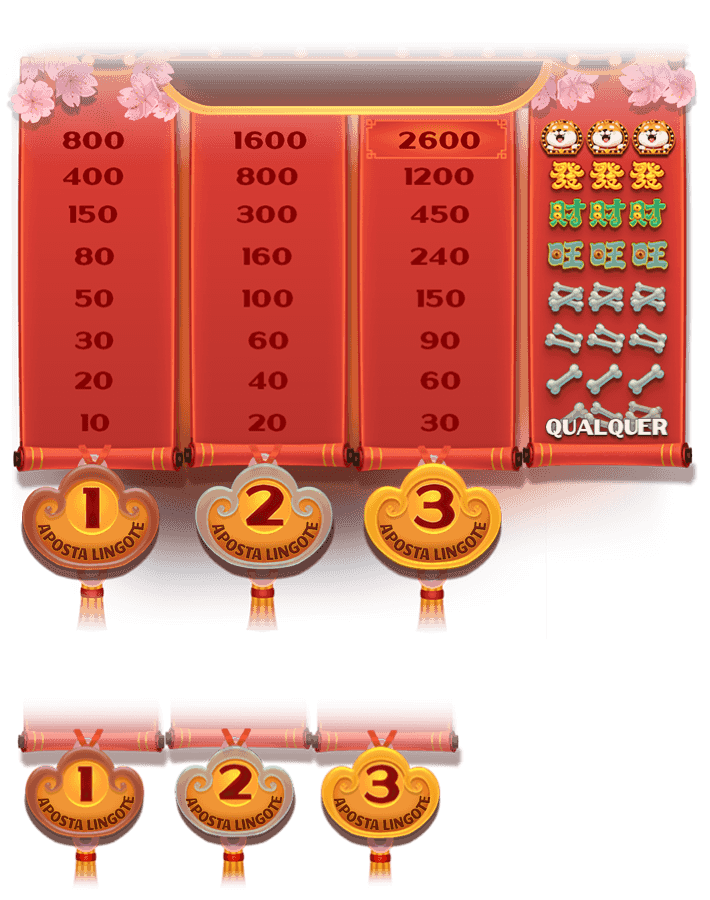 800 1600 2600
400 800 1200 發 發 發
150 300 450 財 財 財
80 160 240 旺 旺 旺
50 100 150
30 60 90
20 40 60
10 20 30 QUALQUER
1 2 3
APOSTA LINGOTE APOSTA LINGOTE APOSTA LINGOTE
1 2 3
APOSTA LINGOTE APOSTA LINGOTE APOSTA LINGOTE